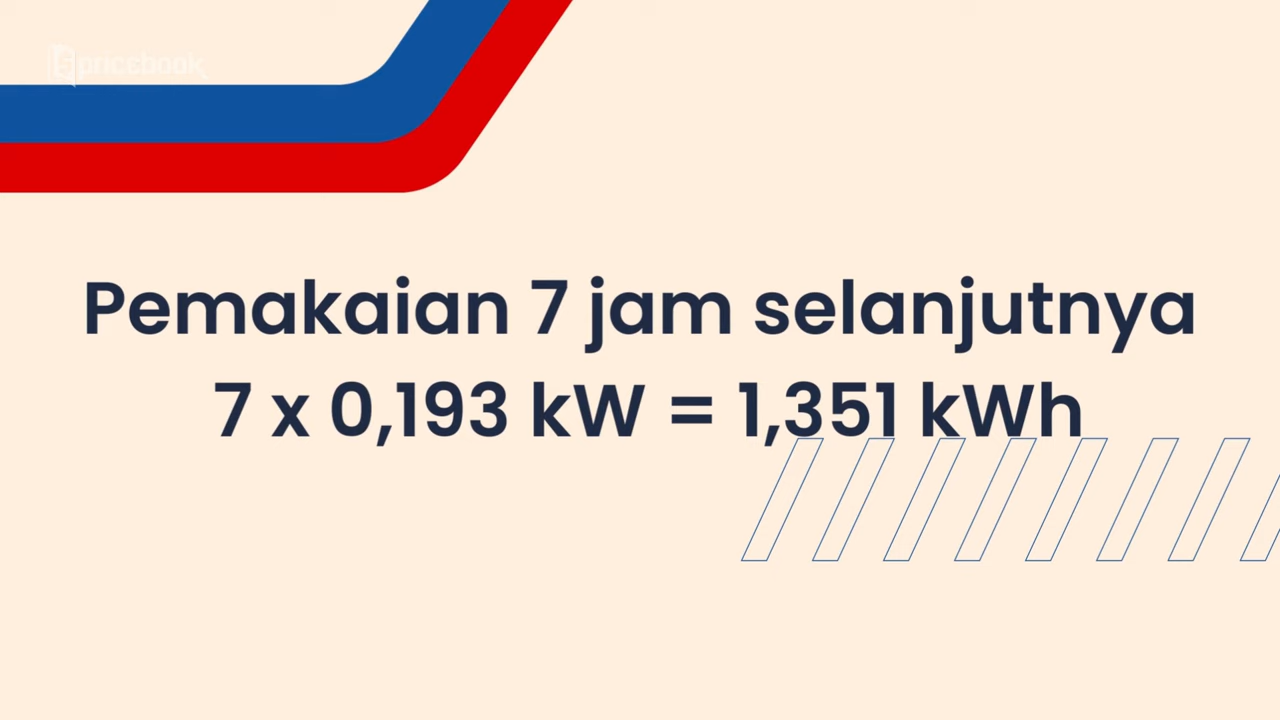 pricebook
Pemakaian 7 jam selanjutnya
7 x 0,193 kW = 1,351 kWh